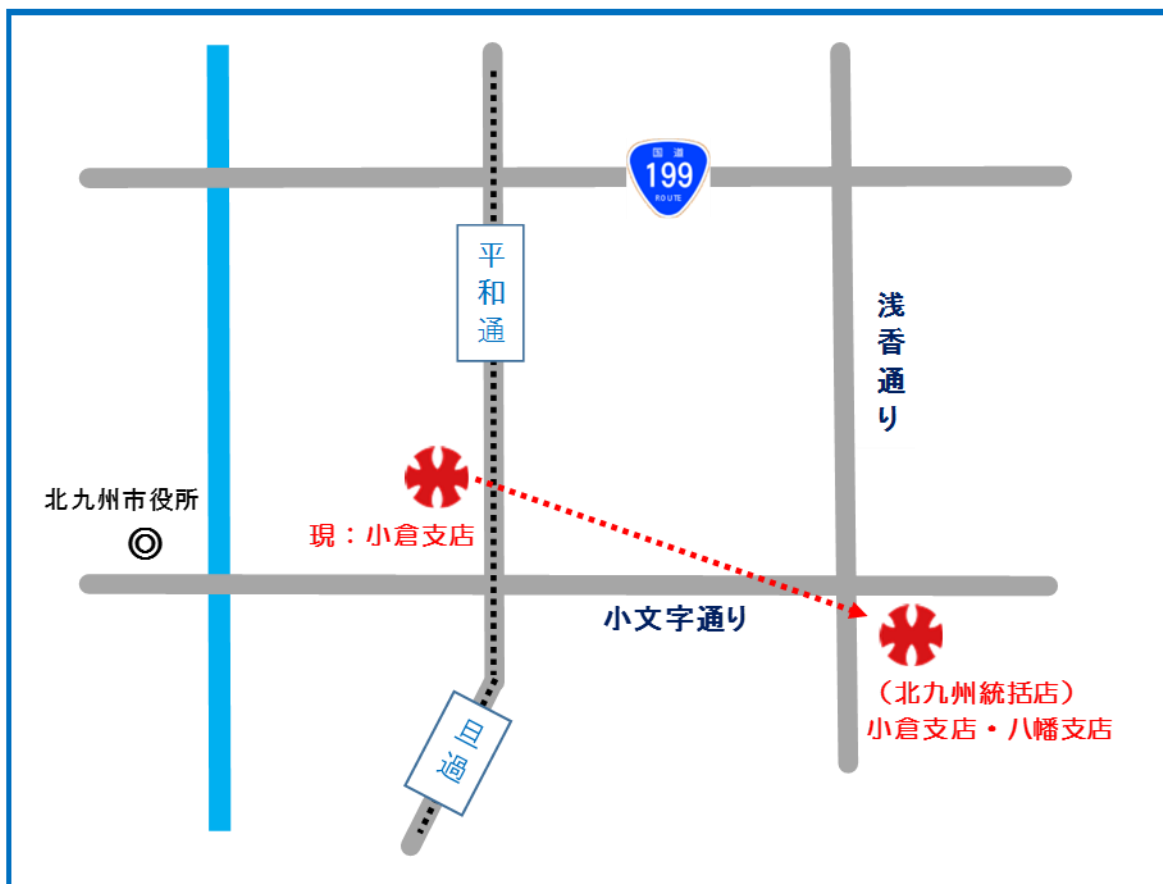 国道
199
ROUTE
平和通
浅香通り
北九州市役所
現：小倉支店
小文字通り
（北九州統括店）
小倉支店・八幡支店
旦過